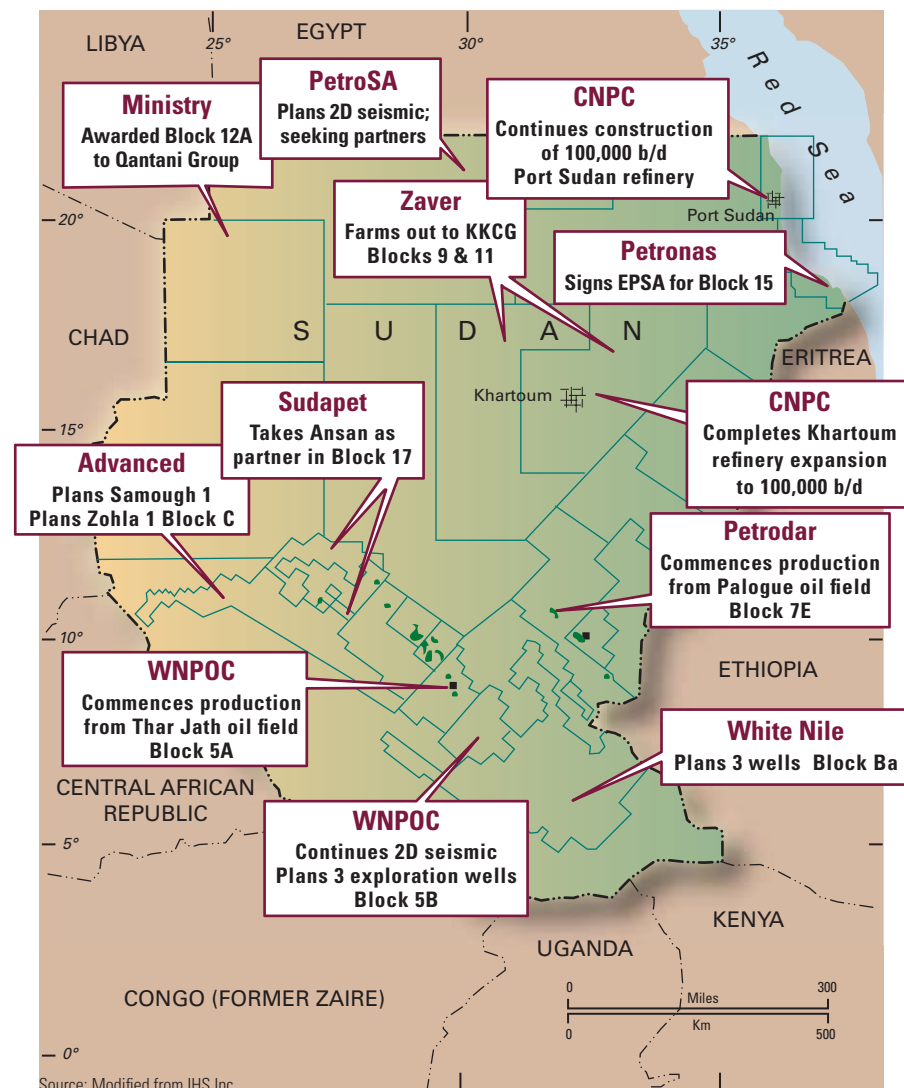 LIBYA
25°
EGYPT
30°
35°
Red Sea
Ministry
Awarded Block 12A
to Qantani Group
PetroSA
Plans 2D seismic;
seeking partners
CNPC
Continues construction
of 100,000 b/d
Port Sudan refinery
20°
Port Sudan
Zaver
Farms out to KKCG
Blocks 9 & 11
Petronas
Signs EPSA for Block 15
CHAD
SUDAN
ERITREA
Khartoum
CNPC
Completes Khartoum
refinery expansion
to 100,000 b/d
Sudapet
Takes Ansan as
partner in Block 17
15°
Advanced
Plans Samough 1
Plans Zohla 1 Block C
Petrodar
Commences production
from Palogue oil field
Block 7E
10°
ETHIOPIA
WNPOC
Commences production
from Thar Jath oil field
Block 5A
White Nile
Plans 3 wells Block Ba
CENTRAL AFRICAN
REPUBLIC
WNPOC
Continues 2D seismic
Plans 3 exploration wells
Block 5B
5°
KENYA
UGANDA
CONGO (FORMER ZAIRE)
0 300
Miles
Km
0 500
0°
Source: Modified from IHS Inc